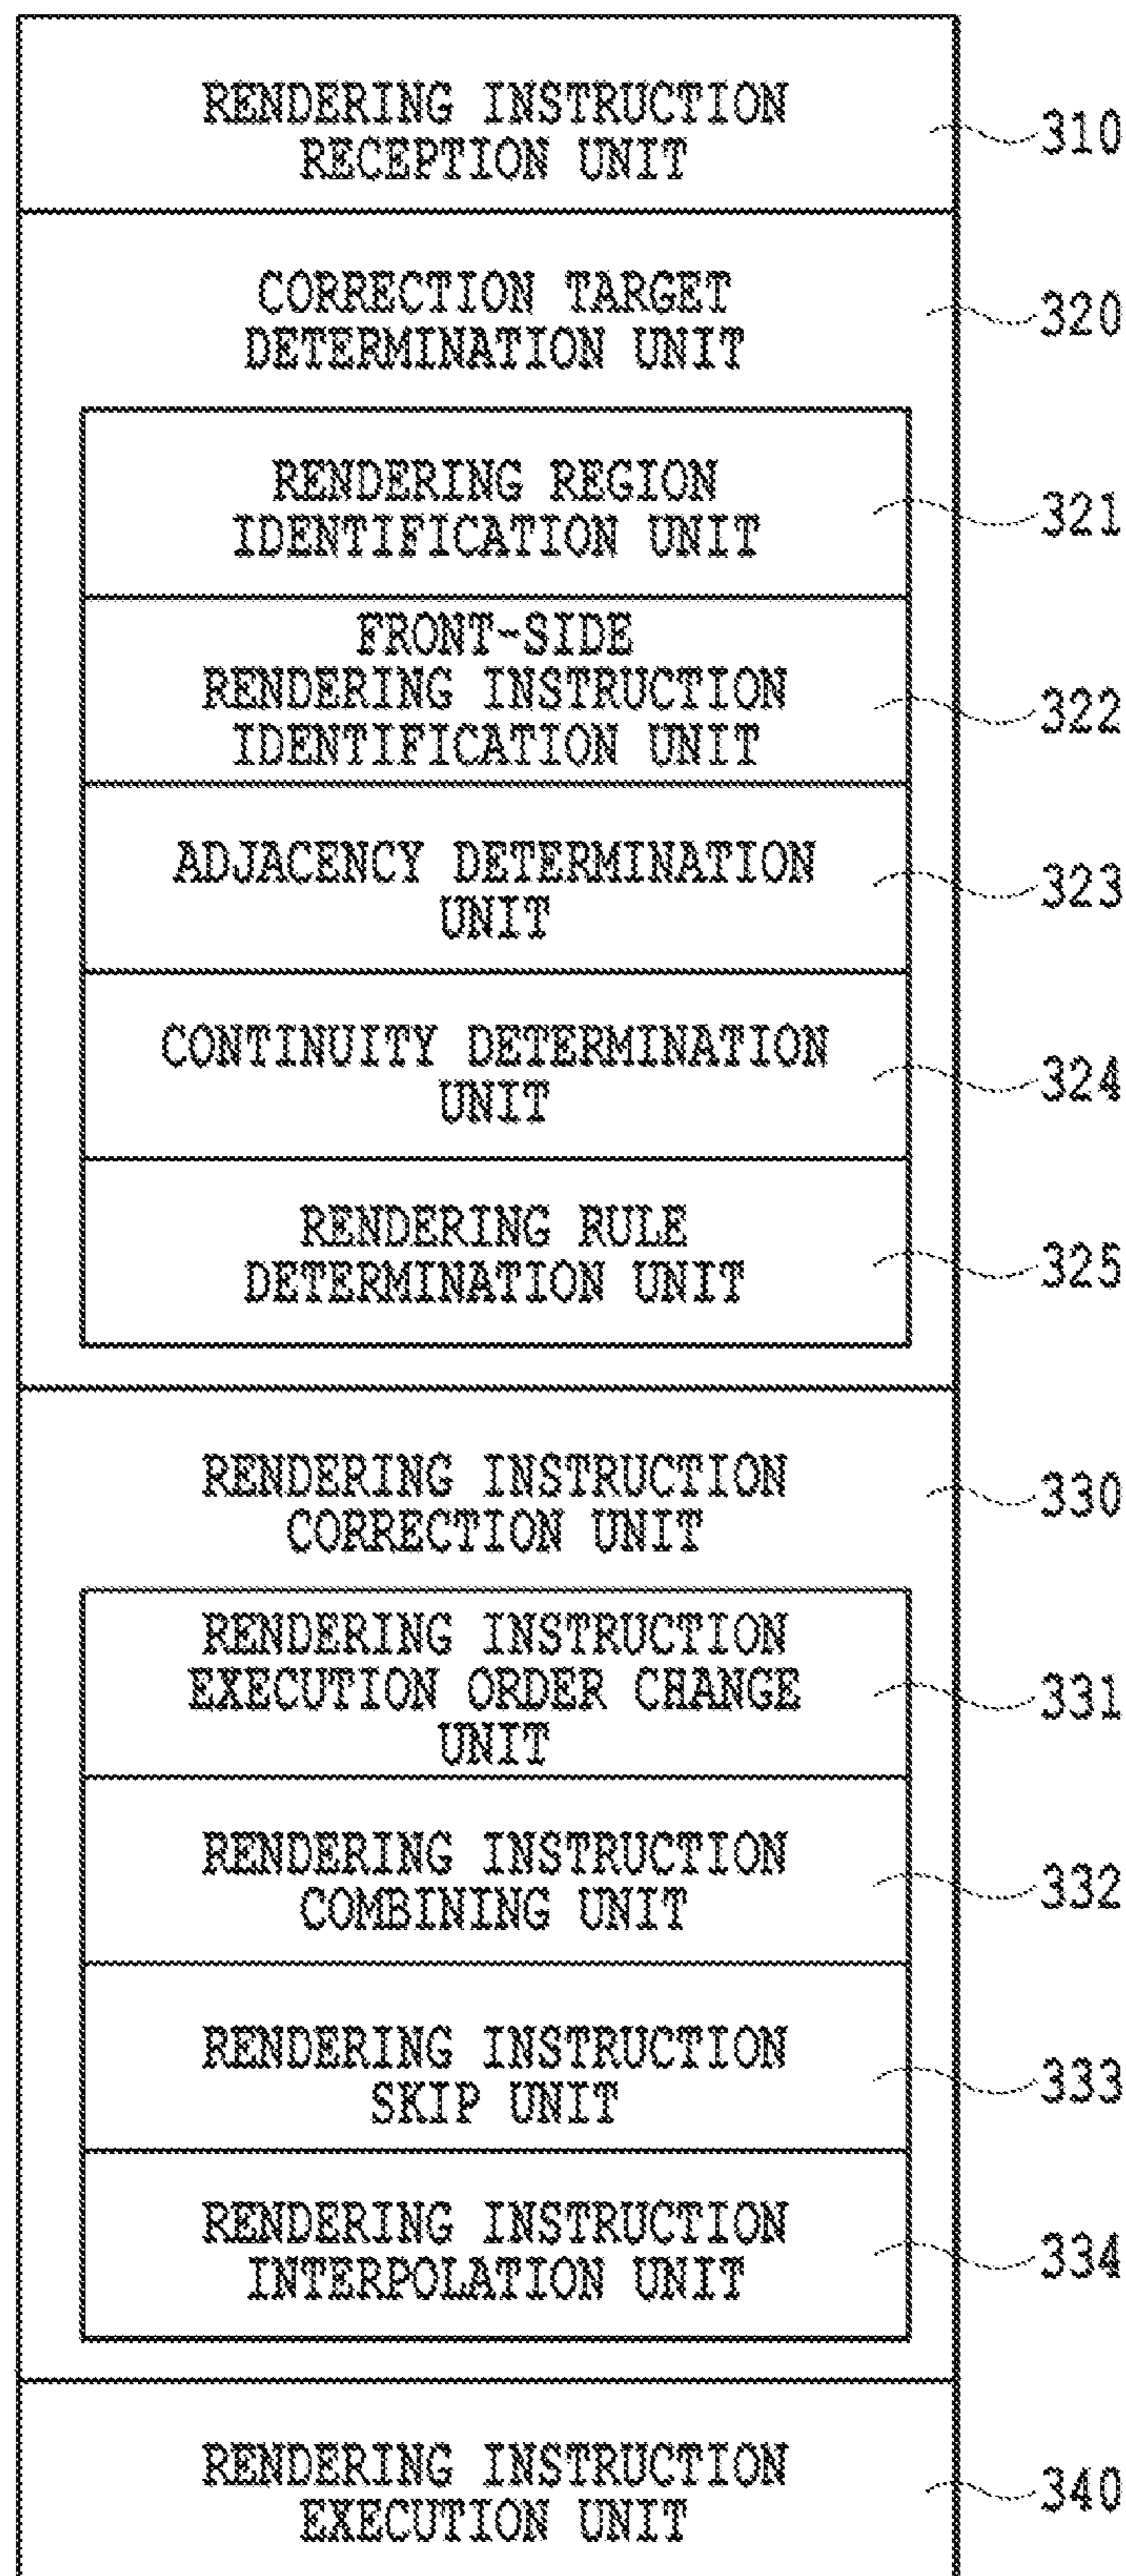 RENDERING INSTRUCTION
RECEPTION UNIT
310
CORRECTION TARGET
DETERMINATION UNIT
320
RENDERING REGION
IDENTIFICATION UNIT
321
FRONT-SIDE
RENDERING INSTRUCTION
IDENTIFICATION UNIT
322
ADJACENCY DETERMINATION
UNIT
323
CONTINUITY DETERMINATION
UNIT
324
RENDERING RULE
DETERMINATION UNIT
325
RENDERING INSTRUCTION
CORRECTION UNIT
330
RENDERING INSTRUCTION
EXECUTION ORDER CHANGE
UNIT
331
RENDERING INSTRUCTION
COMBINING UNIT
332
RENDERING INSTRUCTION
SKIP UNIT
333
RENDERING INSTRUCTION
INTERPOLATION UNIT
334
RENDERING INSTRUCTION
EXECUTION UNIT
340